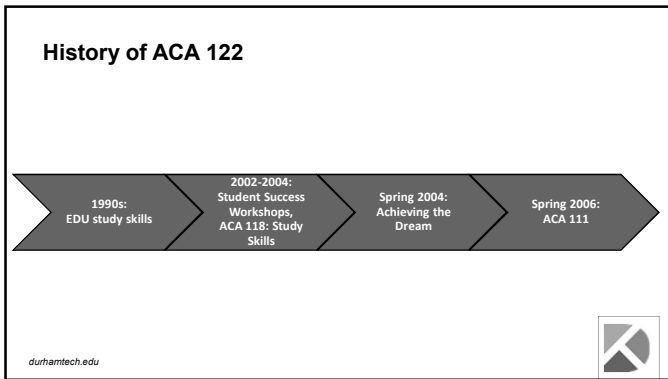 History of ACA 122
1990s:
EDU study skills
2002-2004:
Student Success
Workshops,
ACA 118: Study
Skills
Spring 2004:
Achieving the
Dream
Spring 2006:
ACA 111
durhamtech.edu